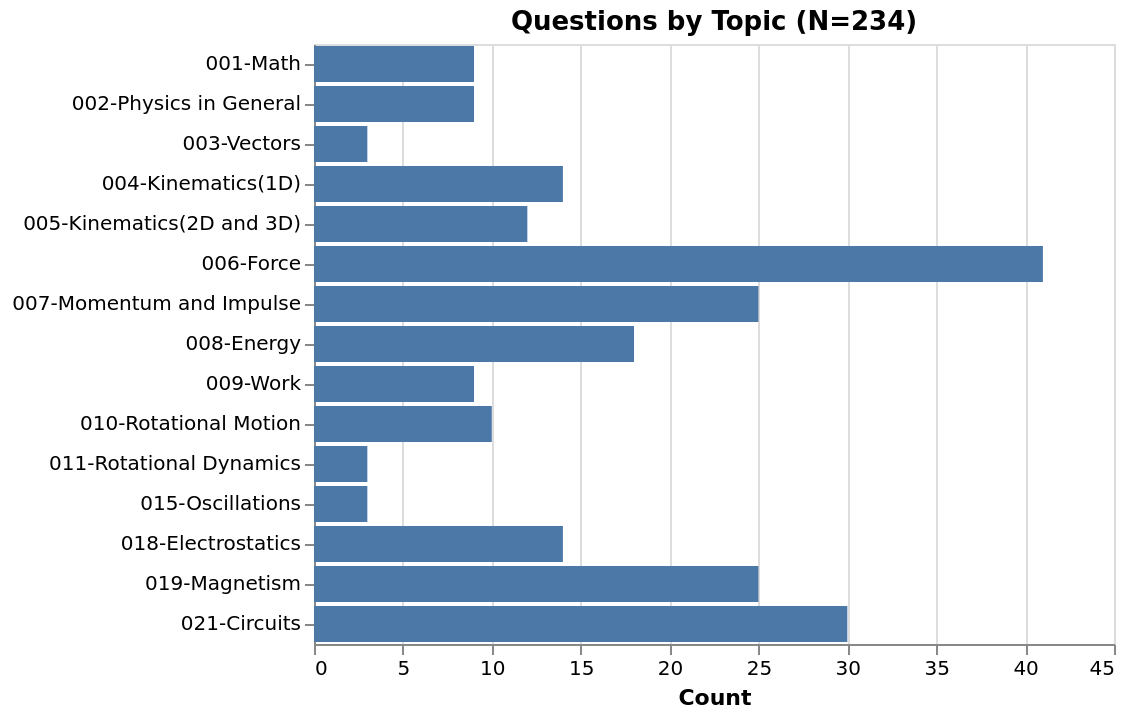 Questions by Topic (N=234)
001-Math
002-Physics in General
003-Vectors
004-Kinematics(1D)
005-Kinematics(2D and 3D)
006-Force
007-Momentum and Impulse
008-Energy
009-Work
010-Rotational Motion
011-Rotational Dynamics
015-Oscillations
018-Electrostatics
019-Magnetism
021-Circuits
0 5 10 15 20 25 30 35 40 45
Count